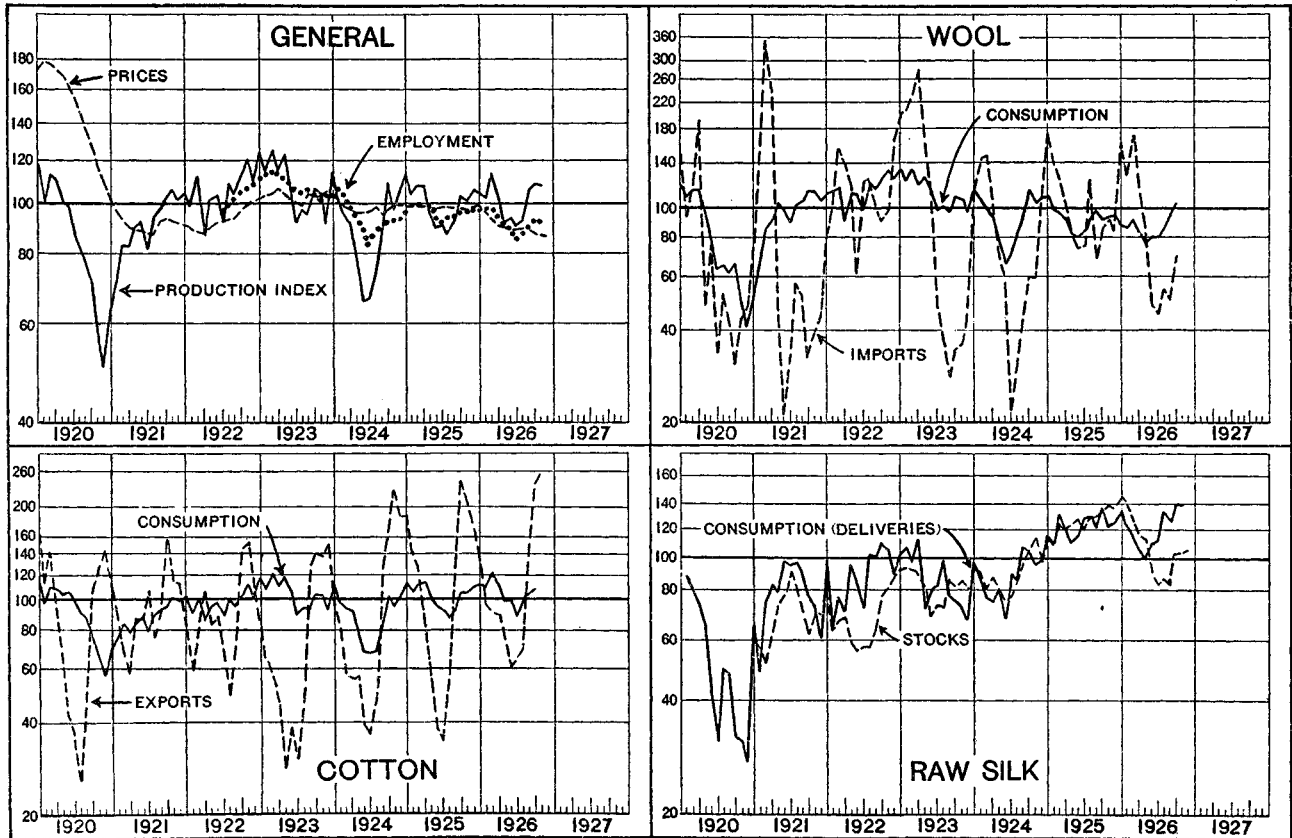 GENERAL
180
160
140
120
100
80
60
40
PRICES
EMPLOYMENT
PRODUCTION INDEX
1920 1921 1922 1923 1924 1925 1926 1927
WOOL
360
300
260
220
180
140
100
80
60
40
20
CONSUMPTION
IMPORTS
1920 1921 1922 1923 1924 1925 1926 1927
260
200
160
140
120
100
80
60
40
20
CONSUMPTION
EXPORTS
COTTON
1920 1921 1922 1923 1924 1925 1926 1927
160
140
120
100
80
60
40
20
CONSUMPTION (DELIVERIES)
STOCKS
RAW SILK
1920 1921 1922 1923 1924 1925 1926 1927